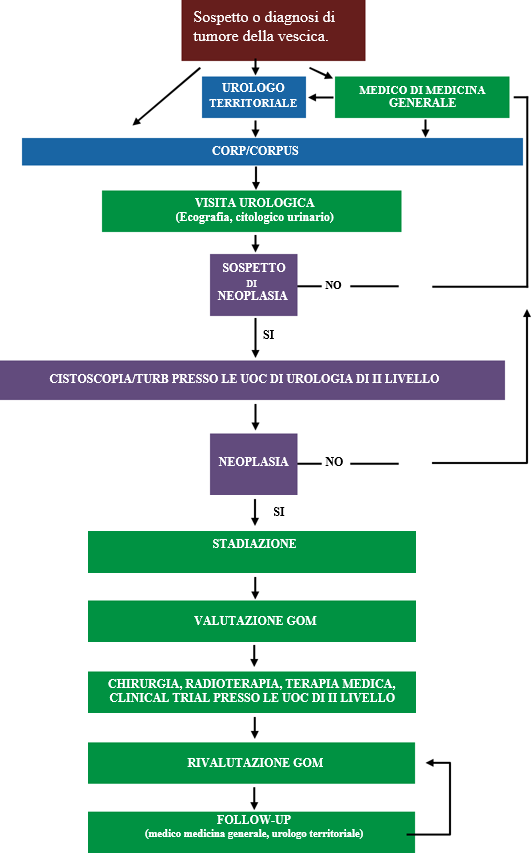 Sospetto o diagnosi di
tumore della vescica.
UROLOGO
TERRITORIALE
MEDICO DI MEDICINA
GENERALE
CORP/CORPUS
VISITA UROLOGICA
(Ecografia, citologico urinario)
SOSPETTO
DI
NEOPLASIA
NO
SI
CISTOSCOPIA/TURB PRESSO LE UOC DI UROLOGIA DI II LIVELLO
NEOPLASIA
NO
SI
STADIAZIONE
VALUTAZIONE GOM
CHIRURGIA, RADIOTERAPIA, TERAPIA MEDICA,
CLINICAL TRIAL PRESSO LE UOC DI II LIVELLO
RIVALUTAZIONE GOM
FOLLOW-UP
(medico medicina generale, urologo territoriale)